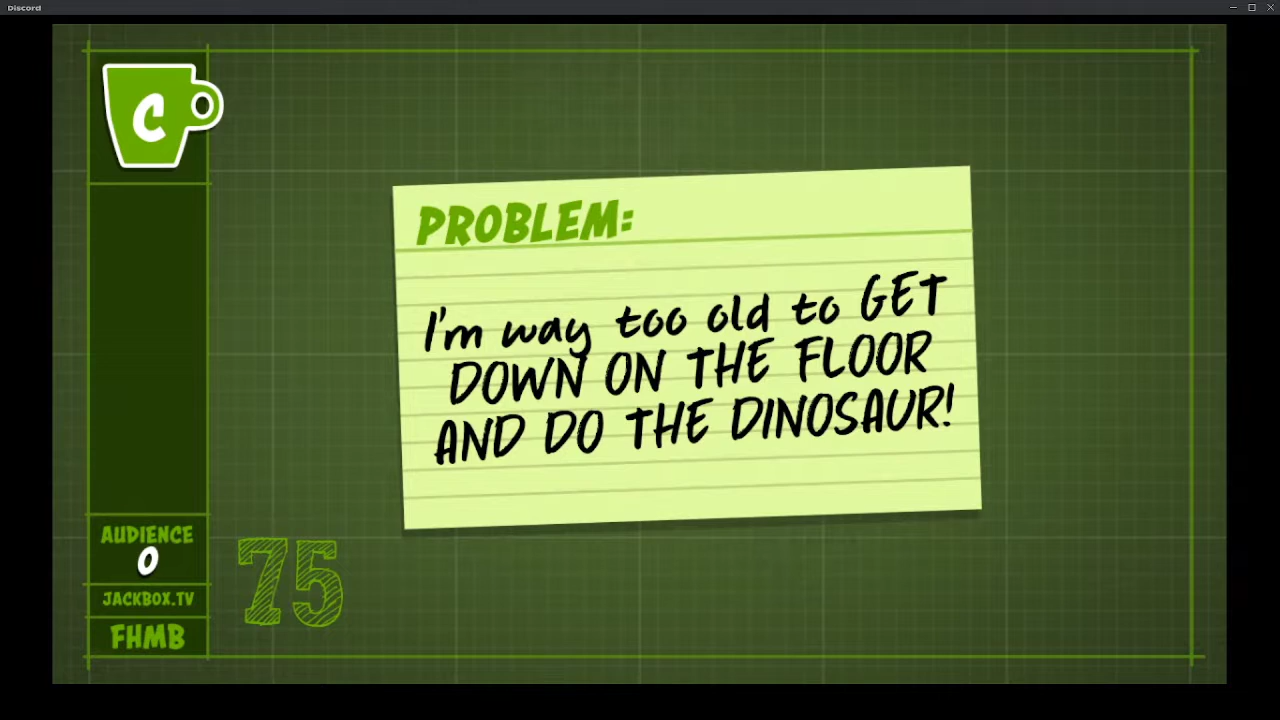 Discord
C
PROBLEM:
I'm way too old to GET
DOWN ON THE FLOOR
AND DO THE DINOSAUR!
AUDIENCE
0
JACKBOX.TV
FHMB
75